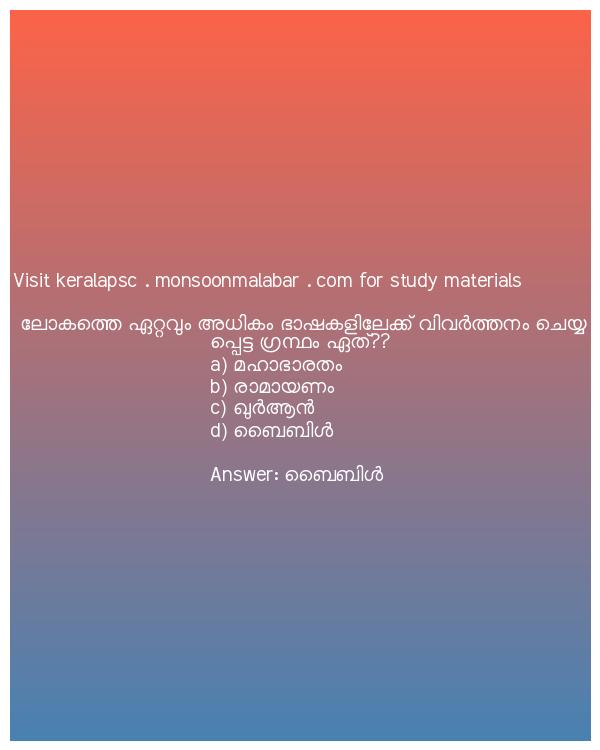 Visit keralapsc . monsoonmalabar . com for study materials
ലോകത്തെ ഏറ്റവും അധികം ഭാഷകളിലേക്ക് വിവർത്തനം ചെയ്യ
പ്പെട്ട ഗ്രന്ഥം ഏത്??
a) മഹാഭാരതം
b) രാമായണം
c) ഖുർആൻ
d) ബൈബിൾ
Answer: ബൈബിൾ